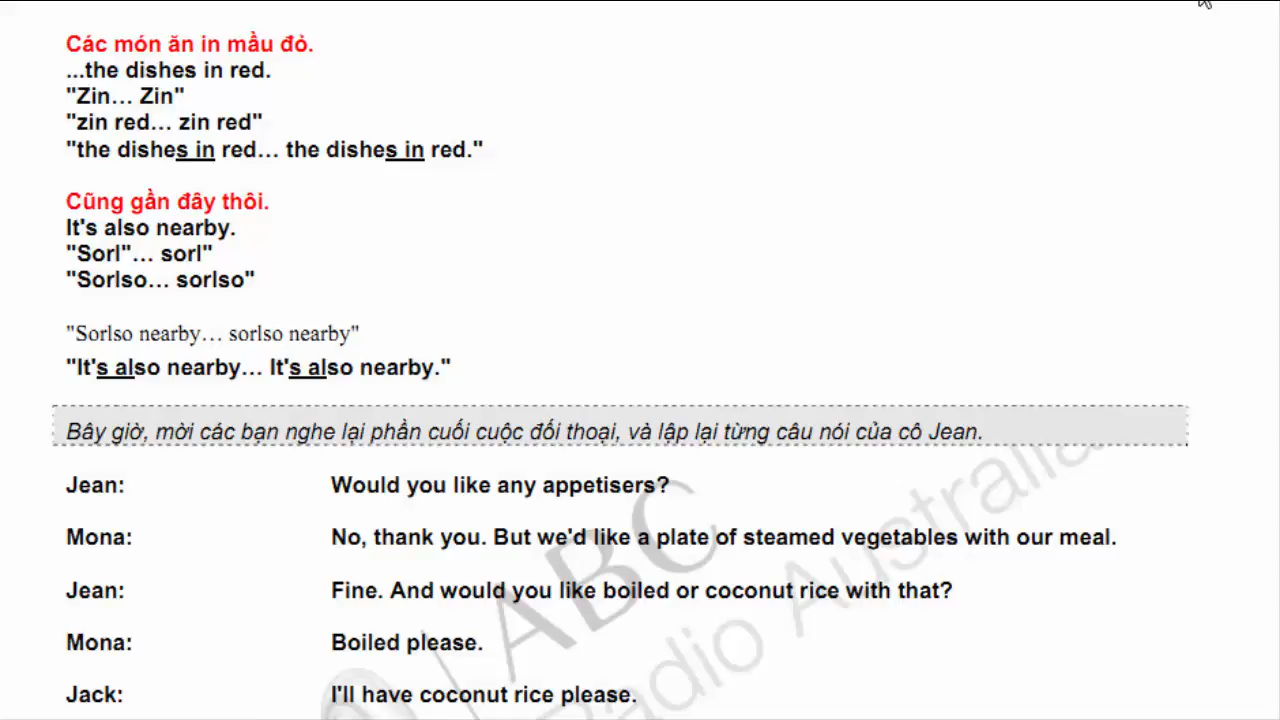 Các món ăn in mầu đỏ.
...the dishes in red.
"Zin… Zin"
"zin red… zin red"
"the dishes in red… the dishes in red."
Cũng gần đây thôi.
It's also nearby.
"Sorl"… sorl"
"Sorlso… sorlso"
"Sorlso nearby… sorlso nearby"
"It's also nearby… It's also nearby."
Bây giờ, mời các bạn nghe lại phần cuối cuộc đối thoại, và lập lại từng câu nói của cô Jean.
Jean: Would you like any appetisers?
Mona: No, thank you. But we'd like a plate of steamed vegetables with our meal.
Jean: Fine. And would you like boiled or coconut rice with that?
Mona: Boiled please.
Jack: I'll have coconut rice please.
ABC
Radio Australia